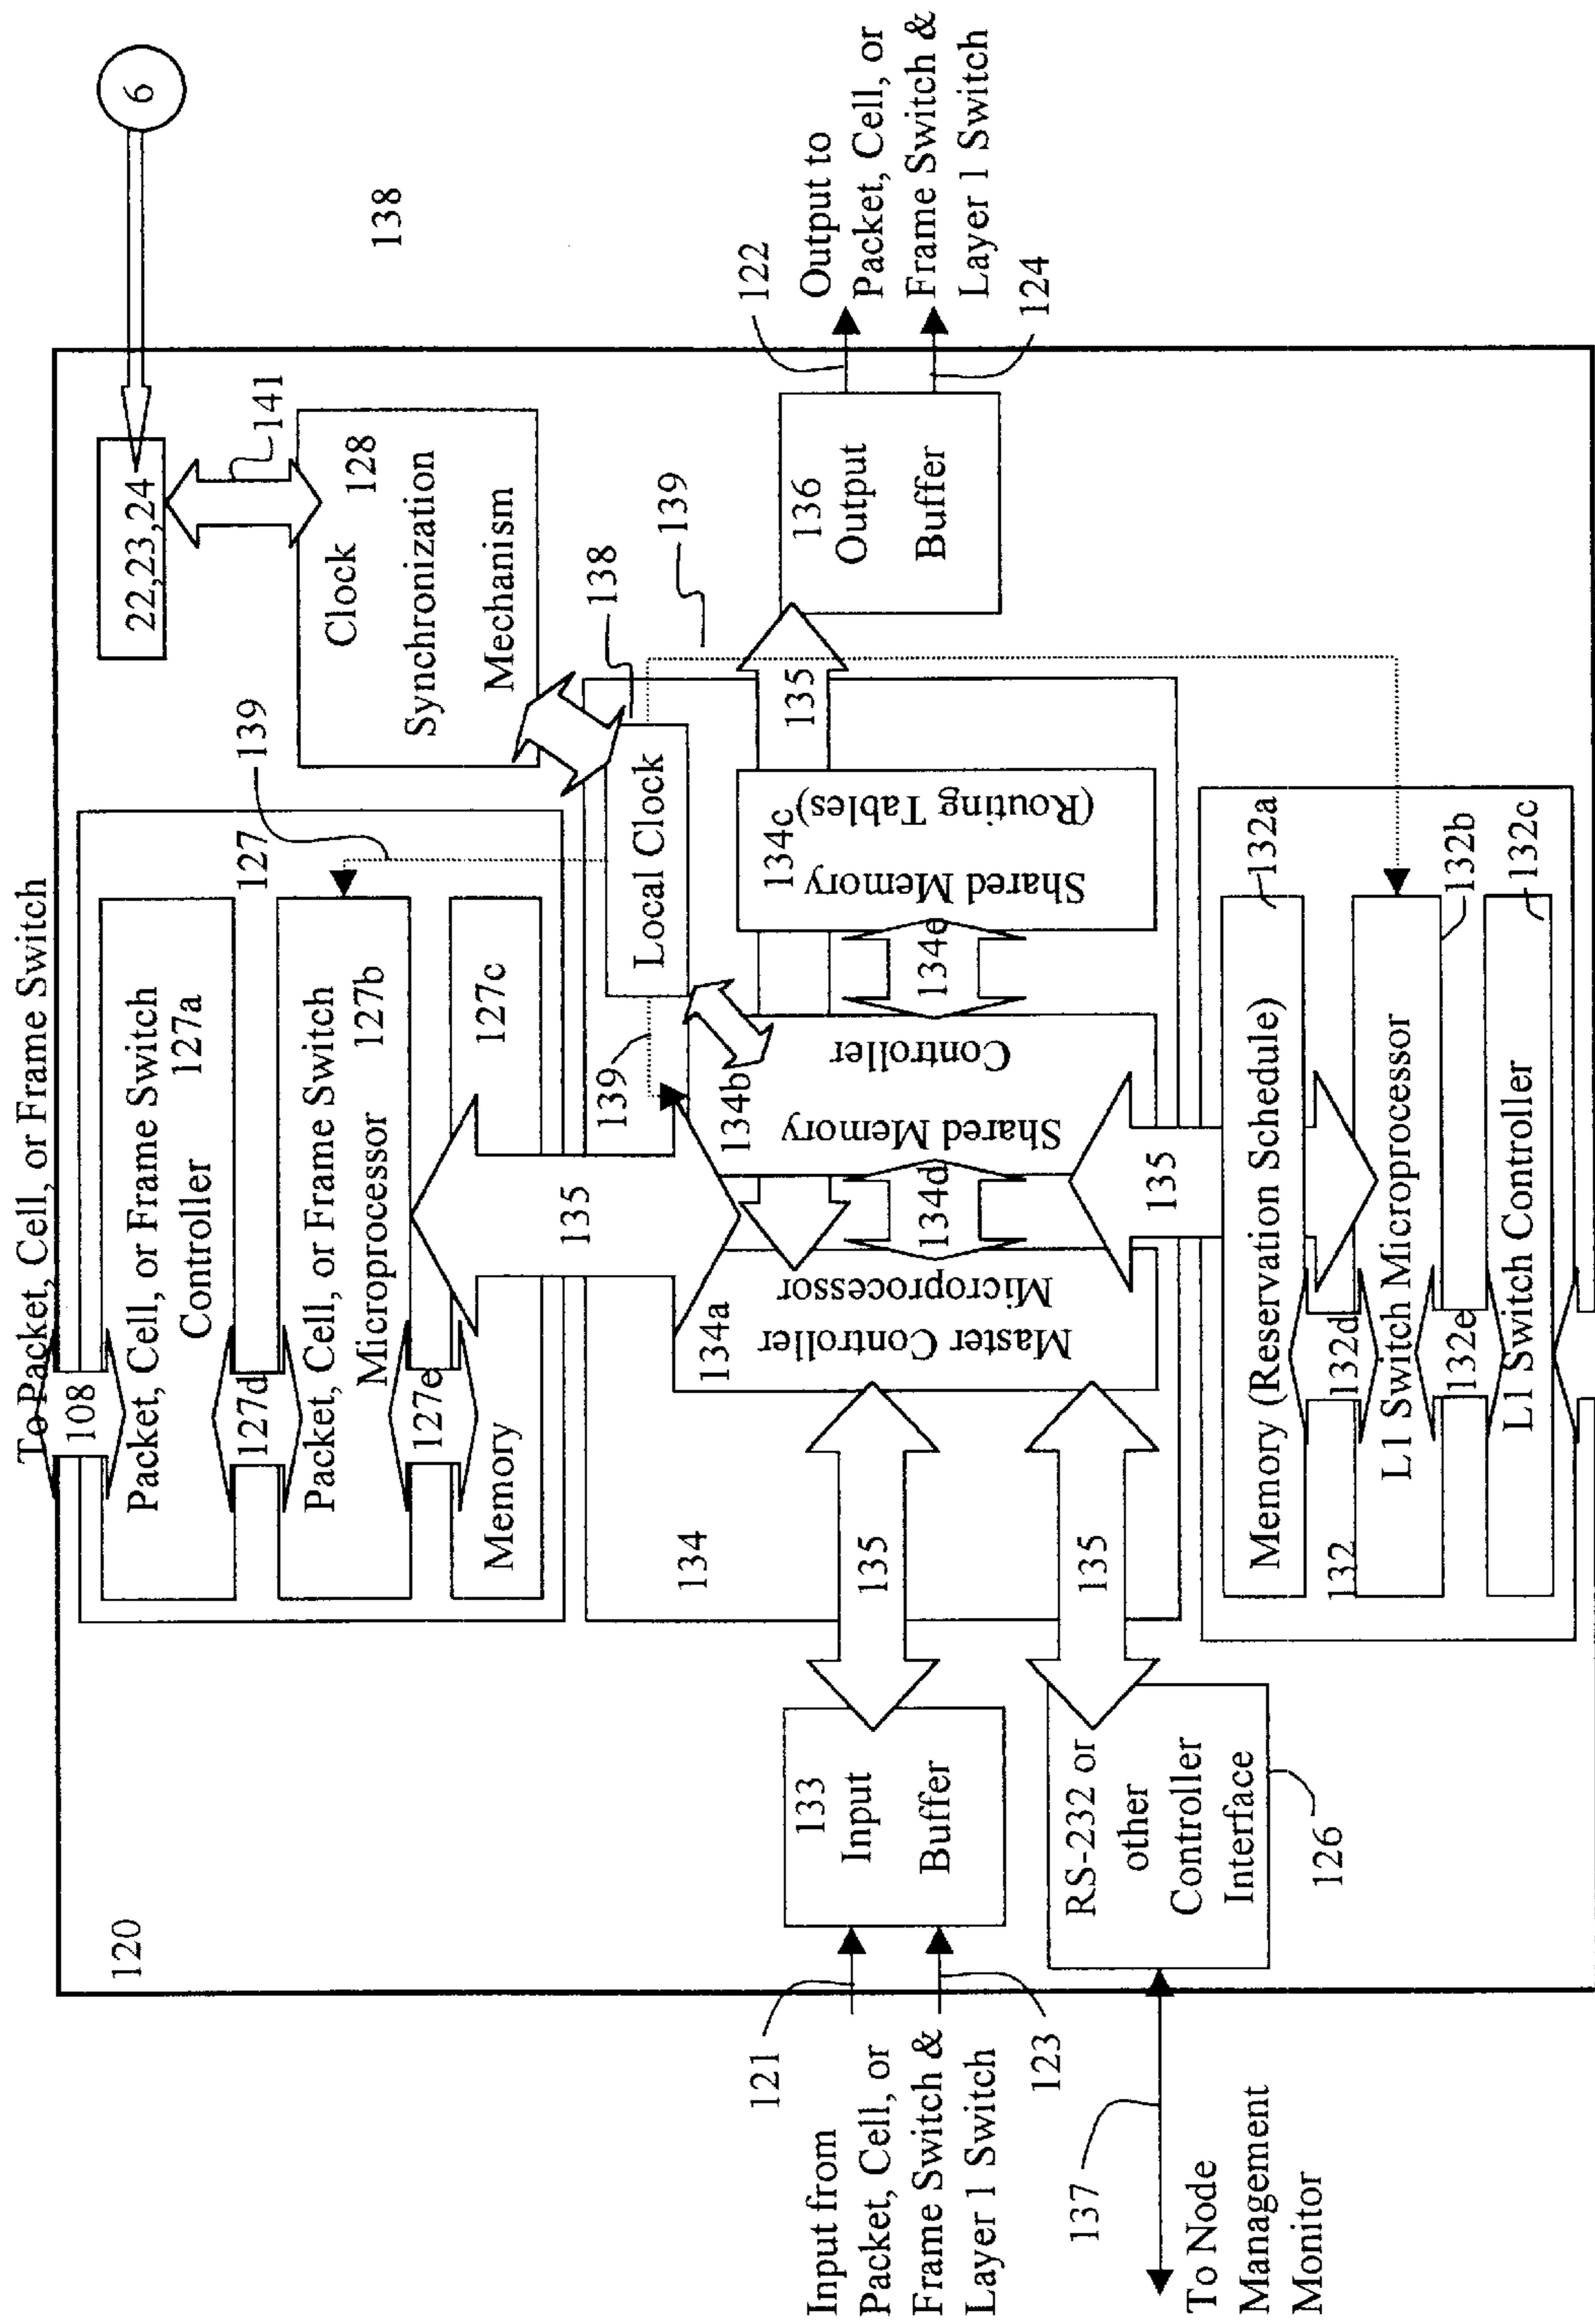 To Packet, Cell, or Frame Switch
108
120
Packet, Cell, or Frame Switch
Controller 127a
127
127d
Packet, Cell, or Frame Switch
Microprocessor 127b
127e
Memory
127c
139
22,23,24
6
141
Clock 128
Synchronization
Mechanism
138
138
139
Local Clock
139
135
134
134a
Master Controller
Microprocessor
134d
134b
Shared Memory
Controller
134e
134c
Shared Memory
(Routing Tables)
135
136
Output
Buffer
122
Output to
Packet, Cell, or
Frame Switch &
Layer 1 Switch
124
Input from
Packet, Cell, or
Frame Switch &
Layer 1 Switch
121
123
133
Input
Buffer
135
RS-232 or
other
Controller
Interface
126
135
137
To Node
Management
Monitor
135
Memory (Reservation Schedule)
132a
132
132d
L1 Switch Microprocessor
132b
132e
L1 Switch Controller
132c